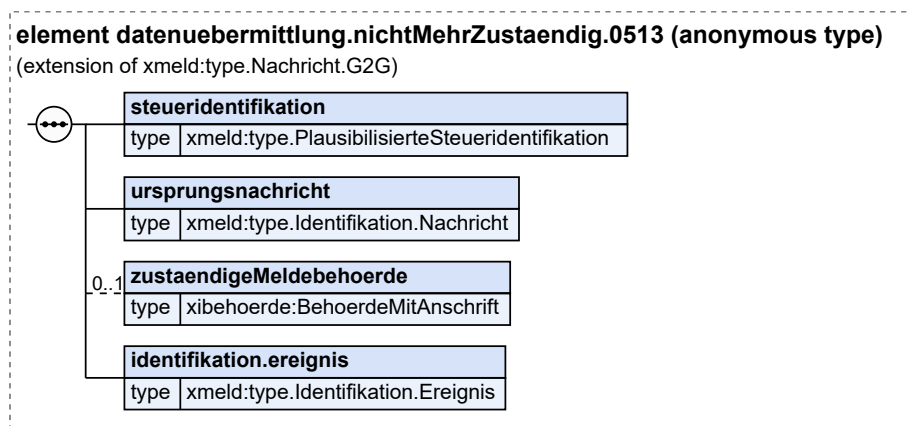 element datenuebermittlung.nichtMehrZustaendig.0513 (anonymous type)
(extension of xmeld:type.Nachricht.G2G)
steueridentifikation
type xmeld:type.PlausibilisierteSteueridentifikation
ursprungsnachricht
type xmeld:type.Identifikation.Nachricht
0..1 zustaendigeMeldebehoerde
type xibehoerde:BehoerdeMitAnschrift
identifikation.ereignis
type xmeld:type.Identifikation.Ereignis